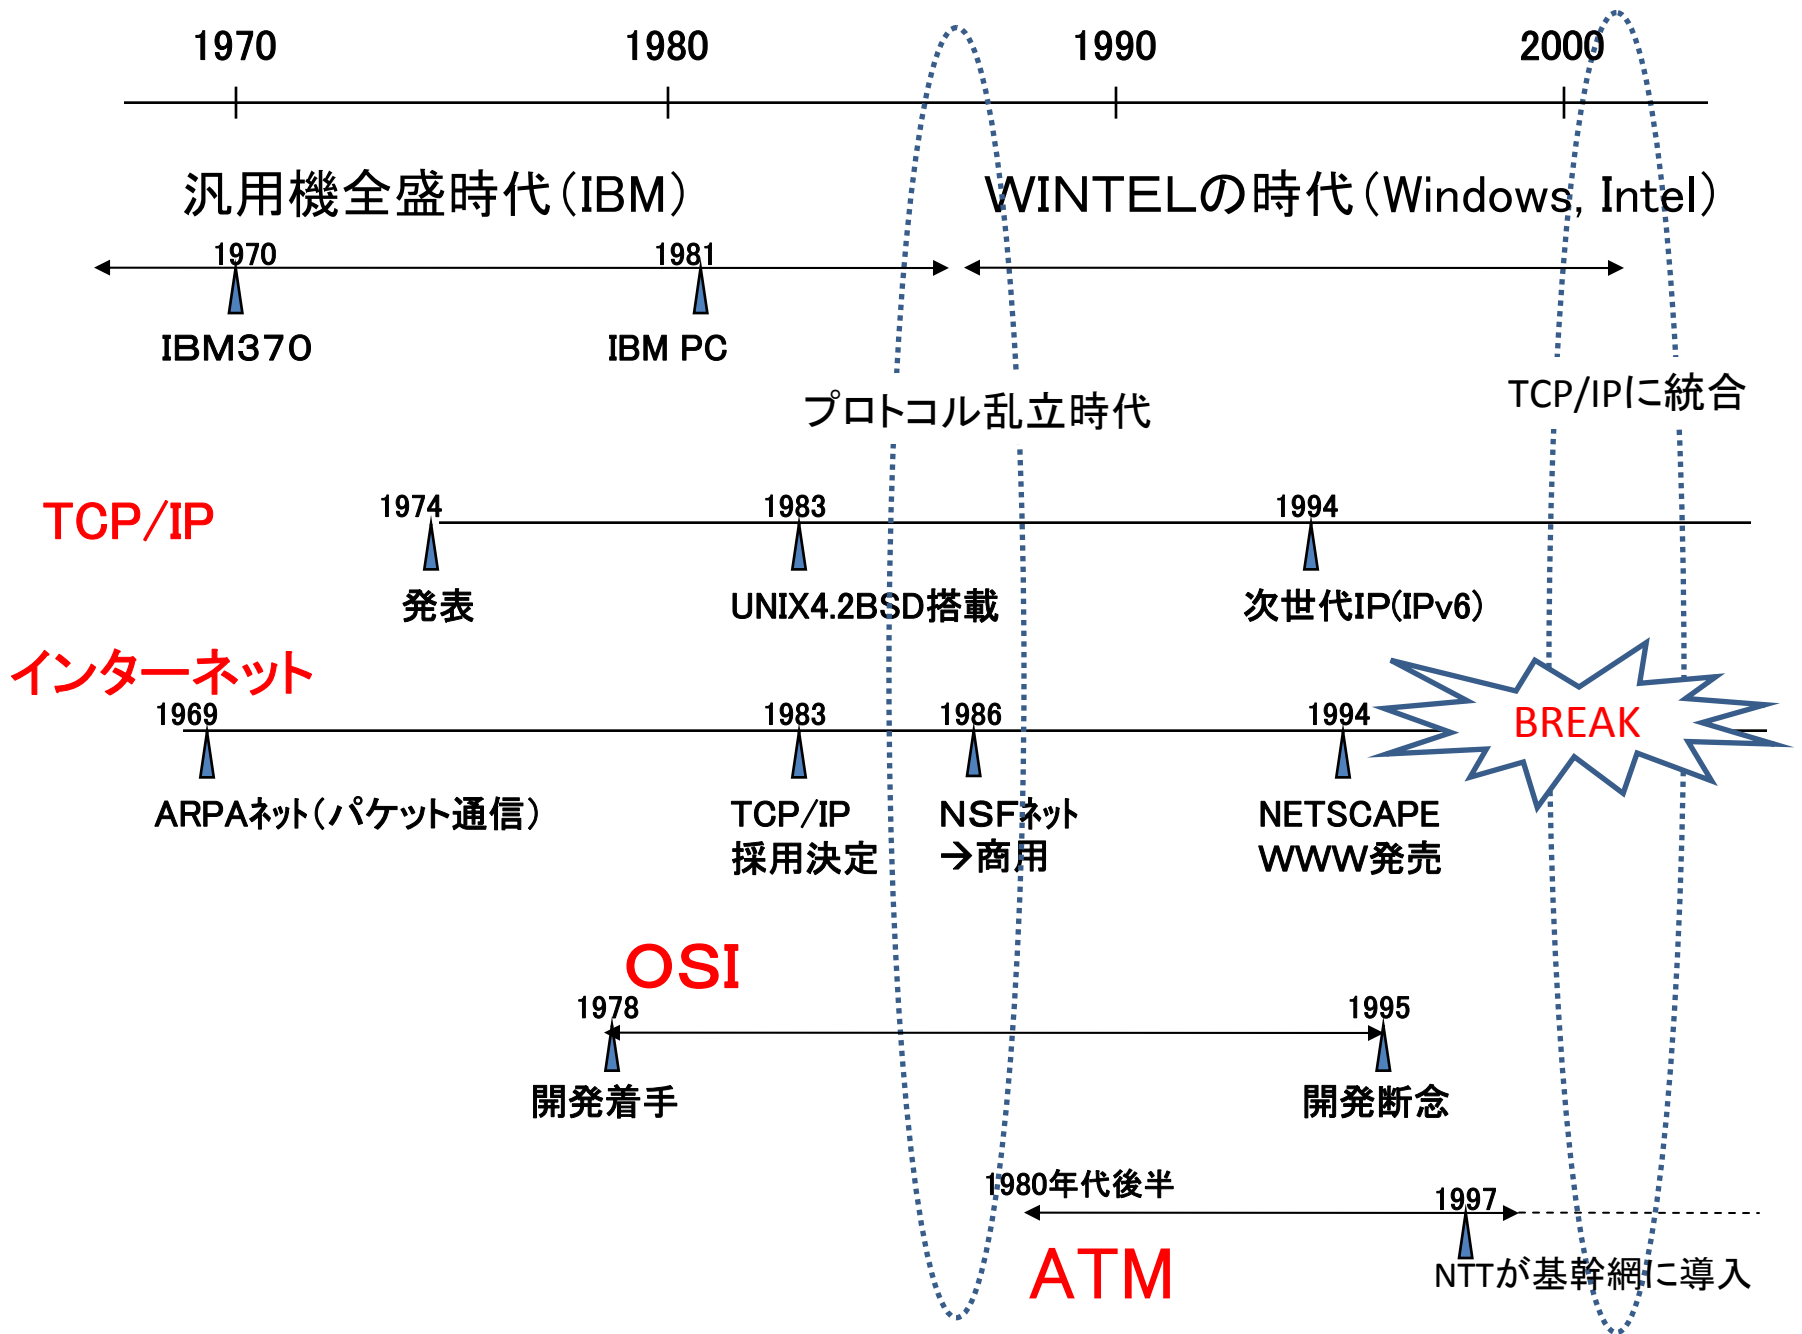 1970 1980 1990 2000
汎用機全盛時代（IBM） WINTELの時代（Windows, Intel）
1970 1981
IBM370 IBM PC
プロトコル乱立時代 TCP/IPに統合
TCP/IP
1974 1983 1994
発表 UNIX4.2BSD搭載 次世代IP(IPv6)
インターネット
1969 1983 1986 1994 BREAK
ARPAネット（パケット通信） TCP/IP NSFネット NETSCAPE
採用決定 →商用 WWW発売
OSI
1978 1995
開発着手 開発断念
1980年代後半 1997
ATM NTTが基幹網に導入